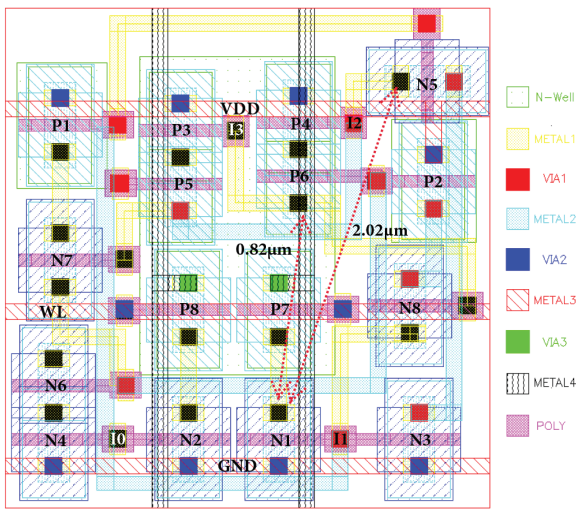 N5
VDD
P1
P3
I3
P4
I2
P5
P6
P2
0.82μm
2.02μm
N7
WL
P8
P7
N8
N6
N4
I0
N2
N1
I1
N3
GND
N-Well
METAL1
VIA1
METAL2
VIA2
METAL3
VIA3
METAL4
POLY